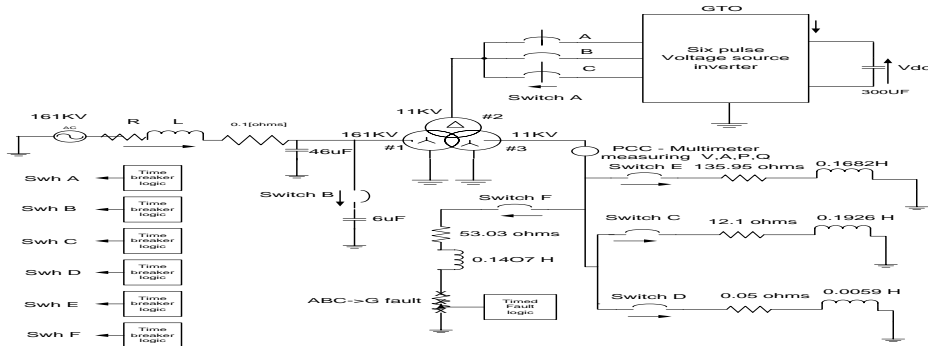 GTO
A
B
C
Six pulse
Voltage source
inverter
Vdc
300UF
Switch A
161KV
AC
R
L
0.1[ohms]
11KV
#2
161KV
#1
11KV
#3
46uF
Switch B
6uF
PCC - Multimeter
measuring V,A,P,Q
Switch E
135.95 ohms
0.1682H
Switch F
53.03 ohms
0.14O7 H
Switch C
12.1 ohms
0.1926 H
Switch D
0.05 ohms
0.0059 H
ABC->G fault
Timed
Fault
logic
Swh A
Time
breaker
logic
Swh B
Time
breaker
logic
Swh C
Time
breaker
logic
Swh D
Time
breaker
logic
Swh E
Time
breaker
logic
Swh F
Time
breaker
logic